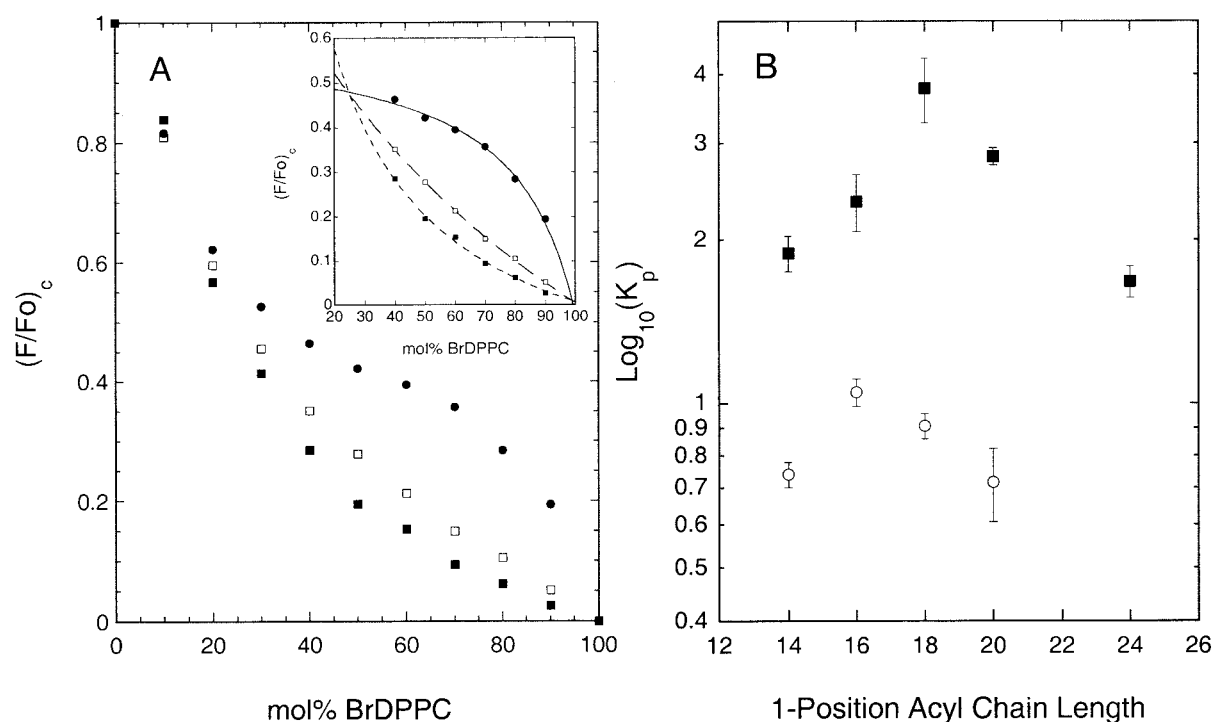 A
1
0.8
0.6
0.4
0.2
0
(F/Fo)c
0 20 40 60 80 100
mol% BrDPPC
0.6
0.5
0.4
0.3
0.2
0.1
0
(F/Fo)c
20 30 40 50 60 70 80 90 100
mol% BrDPPC
B
4
3
2
1
0.9
0.8
0.7
0.6
0.5
0.4
Log10(Kp)
12 14 16 18 20 22 24 26
1-Position Acyl Chain Length